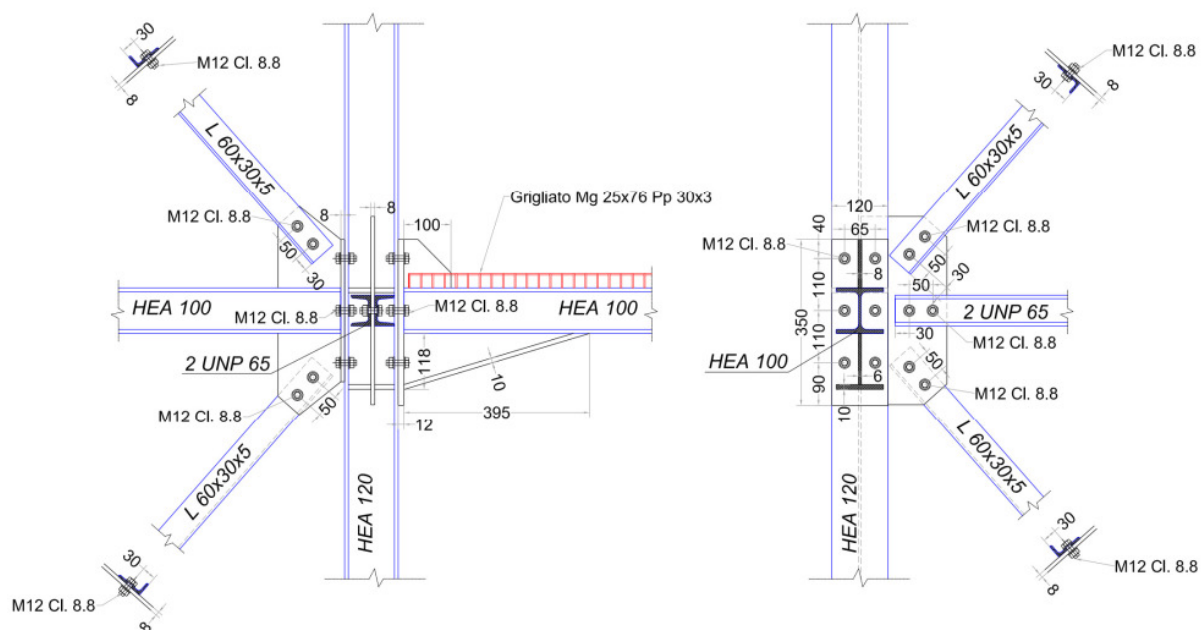 30
M12 Cl. 8.8
8
L 60x30x5
M12 Cl. 8.8
50
30
8
8
100
Grigliato Mg 25x76 Pp 30x3
HEA 100
M12 Cl. 8.8
M12 Cl. 8.8
HEA 100
2 UNP 65
118
10
395
12
50
M12 Cl. 8.8
L 60x30x5
HEA 120
30
M12 Cl. 8.8
8
M12 Cl. 8.8
30
8
L 60x30x5
120
65
40
M12 Cl. 8.8
M12 Cl. 8.8
50
30
8
50
110
350
2 UNP 65
30
M12 Cl. 8.8
110
HEA 100
50
6
90
M12 Cl. 8.8
10
L 60x30x5
HEA 120
30
M12 Cl. 8.8
8